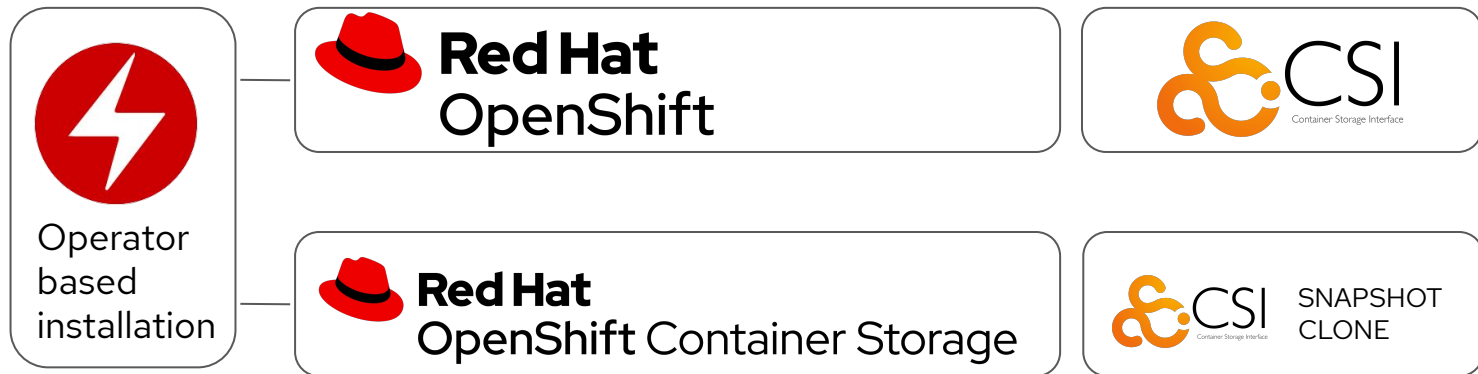 Operator
based
installation
Red Hat
OpenShift
CSI
Container Storage Interface
Red Hat
OpenShift Container Storage
CSI
Container Storage Interface
SNAPSHOT
CLONE